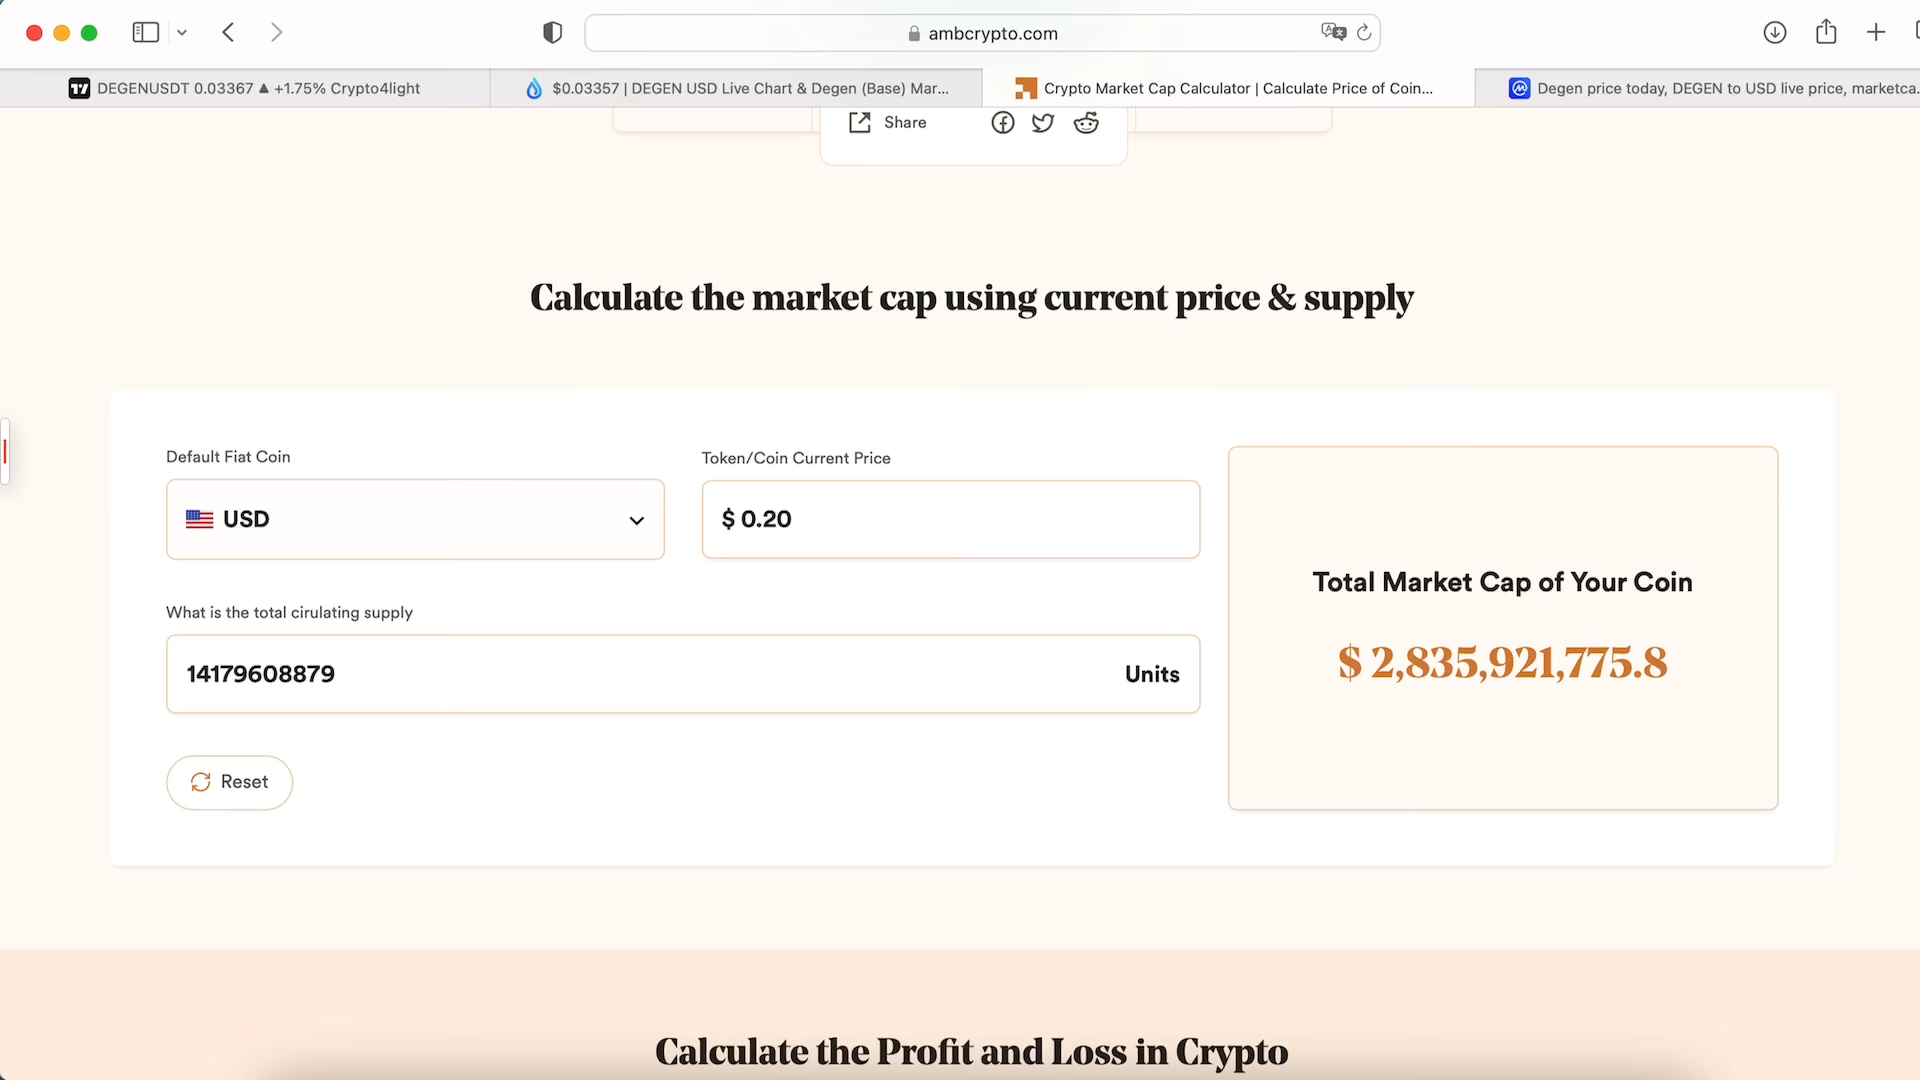 ambcrypto.com
DEGENUSDT 0.03367 ▲ +1.75% Crypto4light
$0.03357 | DEGEN USD Live Chart & Degen (Base) Mar...
Crypto Market Cap Calculator | Calculate Price of Coin...
Degen price today, DEGEN to USD live price, marketca...
Share
Calculate the market cap using current price & supply
Default Fiat Coin
Token/Coin Current Price
USD
$ 0.20
What is the total cirulating supply
14179608879
Units
Reset
Total Market Cap of Your Coin
$ 2,835,921,775.8
Calculate the Profit and Loss in Crypto